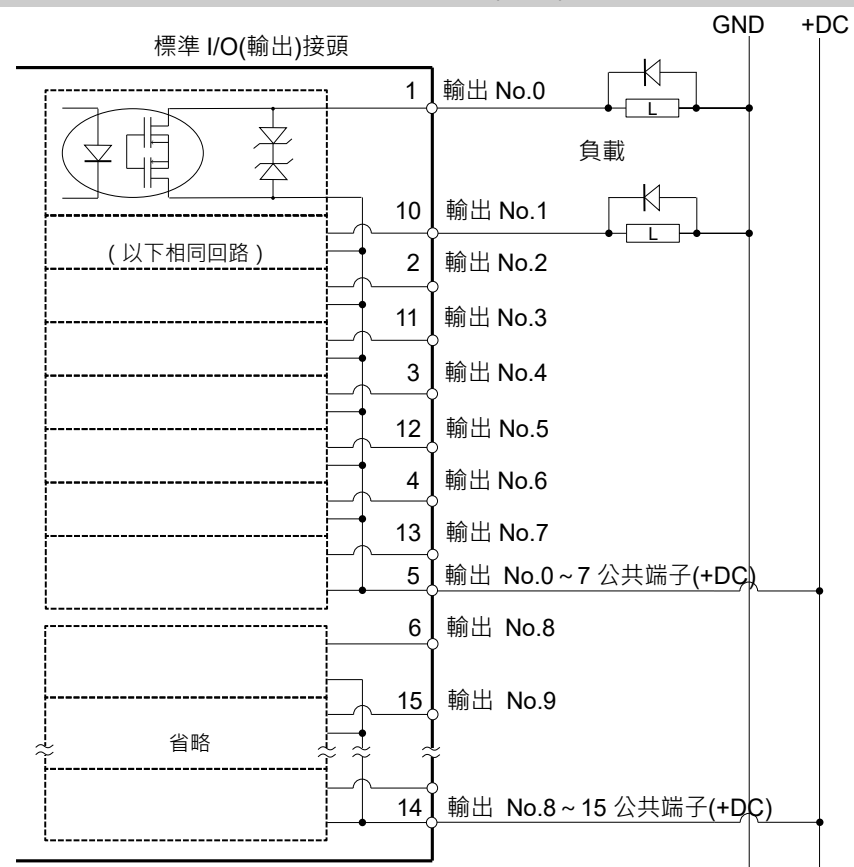 GND +DC
標準 I/O(輸出)接頭
1 輸出 No.0
L
負載
10 輸出 No.1
L
(以下相同回路)
2 輸出 No.2
11 輸出 No.3
3 輸出 No.4
12 輸出 No.5
4 輸出 No.6
13 輸出 No.7
5 輸出 No.0~7 公共端子(+DC)
6 輸出 No.8
15 輸出 No.9
省略
14 輸出 No.8~15 公共端子(+DC)